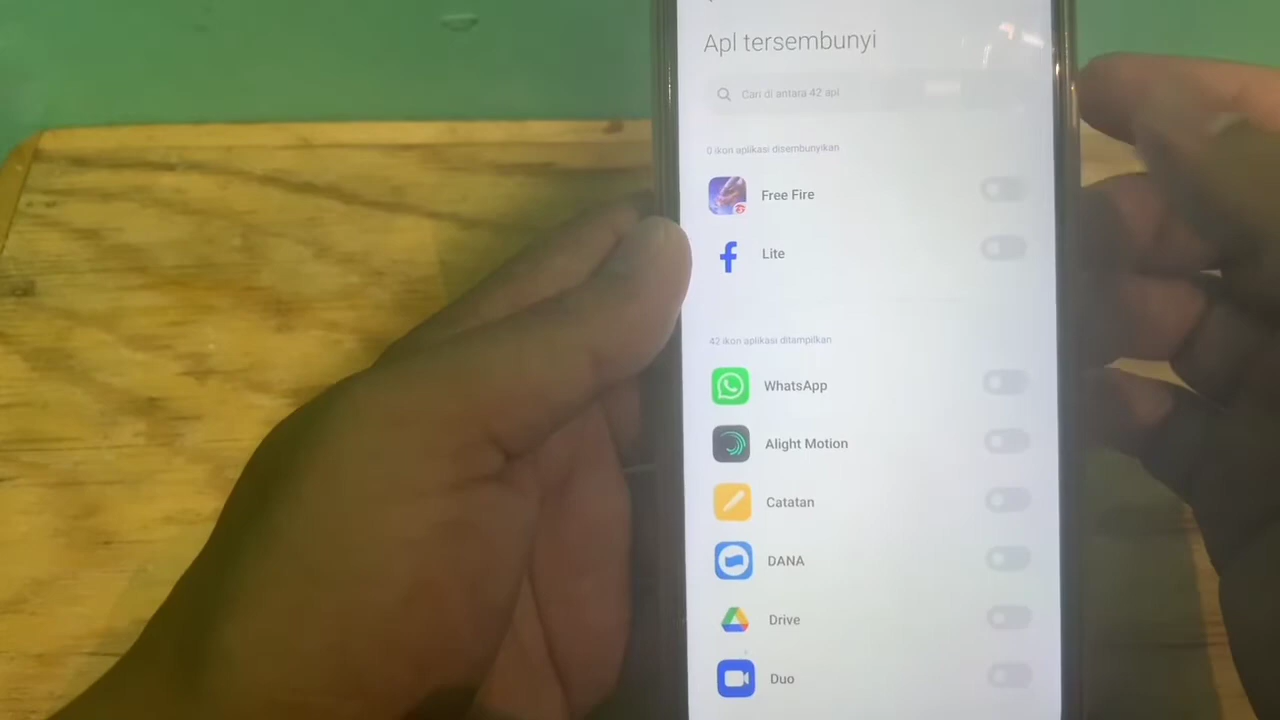 Apl tersembunyi
Cari di antara 42 apl
0 ikon aplikasi disembunyikan
Free Fire
Lite
42 ikon aplikasi ditampilkan
WhatsApp
Alight Motion
Catatan
DANA
Drive
Duo